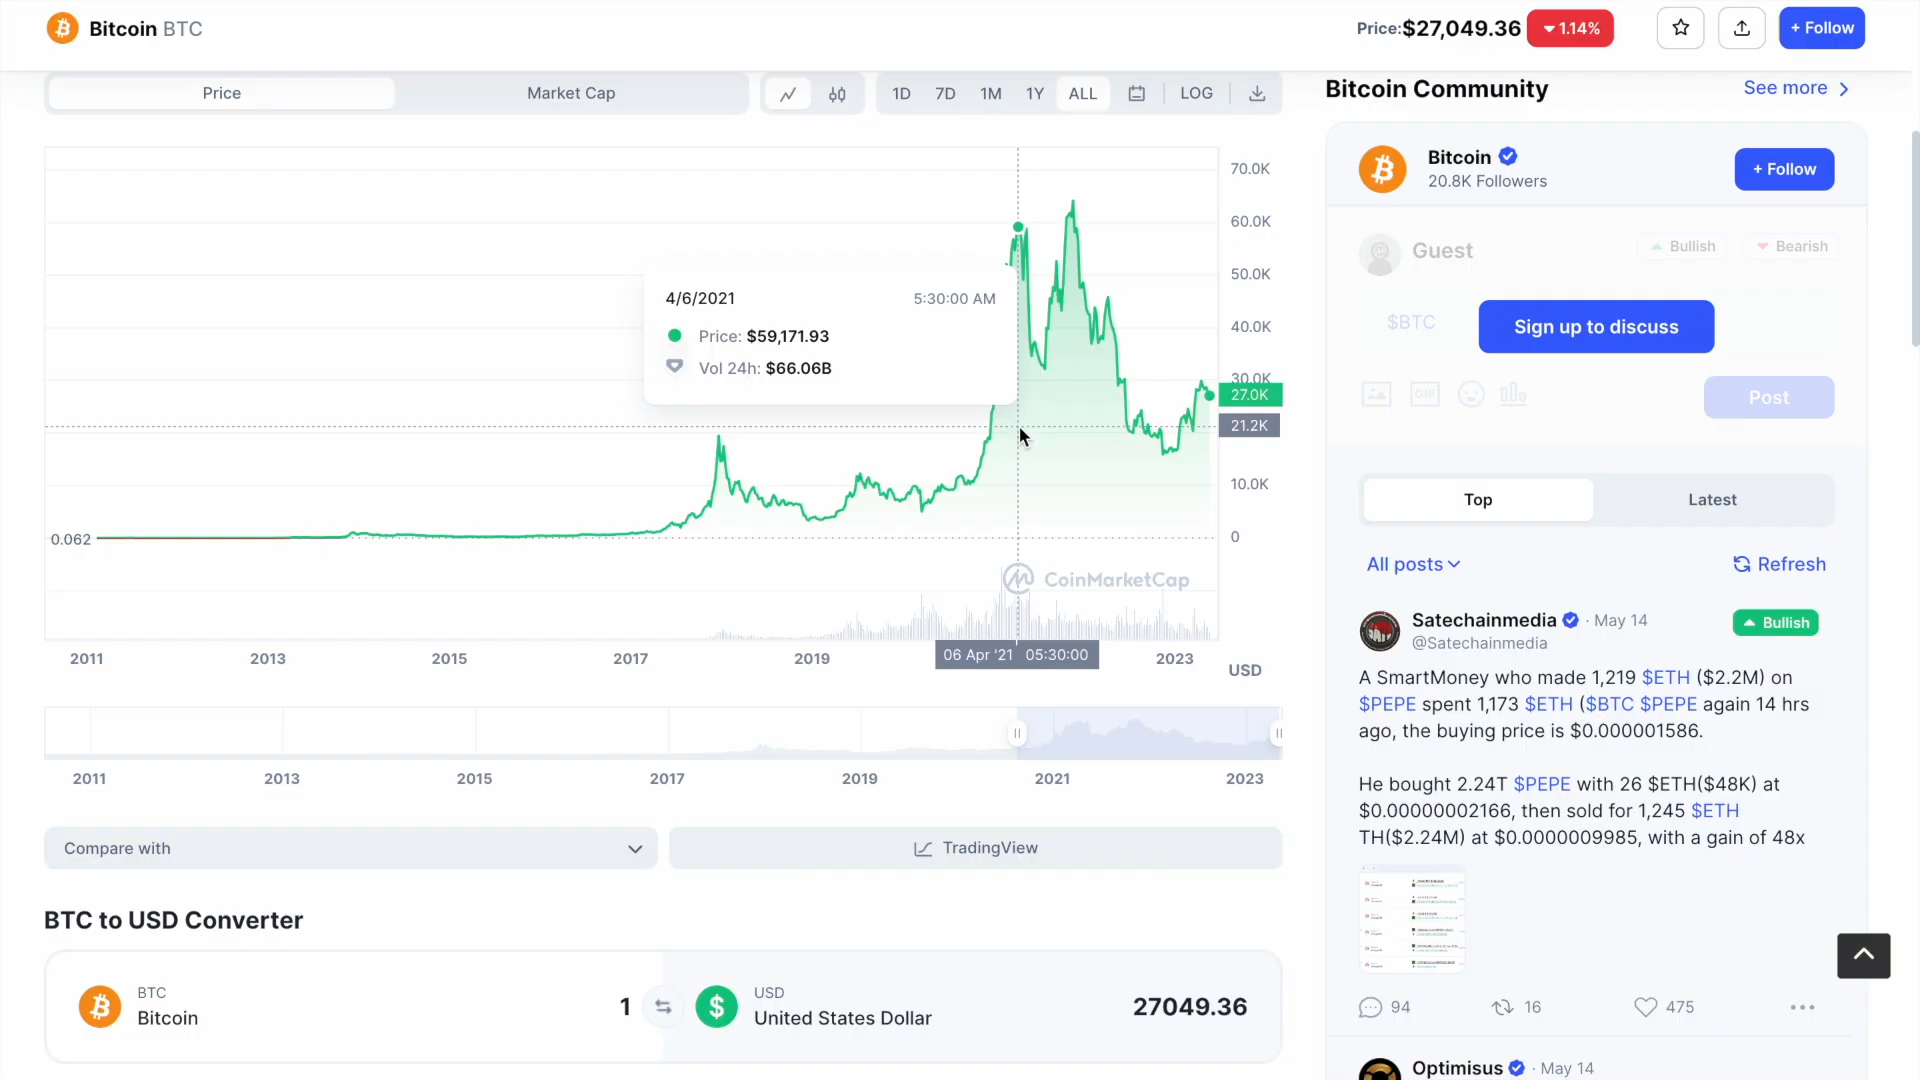 Bitcoin BTC
Price:$27,049.36 1.14%
+ Follow
Price
Market Cap
1D 7D 1M 1Y ALL LOG
70.0K
60.0K
50.0K
40.0K
30.0K
27.0K
21.2K
10.0K
0
4/6/2021 5:30:00 AM
Price: $59,171.93
Vol 24h: $66.06B
0.062
CoinMarketCap
2011 2013 2015 2017 2019 06 Apr '21 05:30:00 2023
USD
2011 2013 2015 2017 2019 2021 2023
Compare with
TradingView
BTC to USD Converter
BTC
Bitcoin
1
USD
United States Dollar
27049.36
Bitcoin Community
See more
Bitcoin
20.8K Followers
+ Follow
Guest
Bullish
Bearish
$BTC
Sign up to discuss
GIF
Post
Top
Latest
All posts
Refresh
Satechainmedia · May 14
@Satechainmedia
Bullish
A SmartMoney who made 1,219 $ETH ($2.2M) on
$PEPE spent 1,173 $ETH ($BTC $PEPE again 14 hrs
ago, the buying price is $0.000001586.
He bought 2.24T $PEPE with 26 $ETH($48K) at
$0.00000002166, then sold for 1,245 $ETH
TH($2.24M) at $0.0000009985, with a gain of 48x
94 16 475
Optimisus · May 14